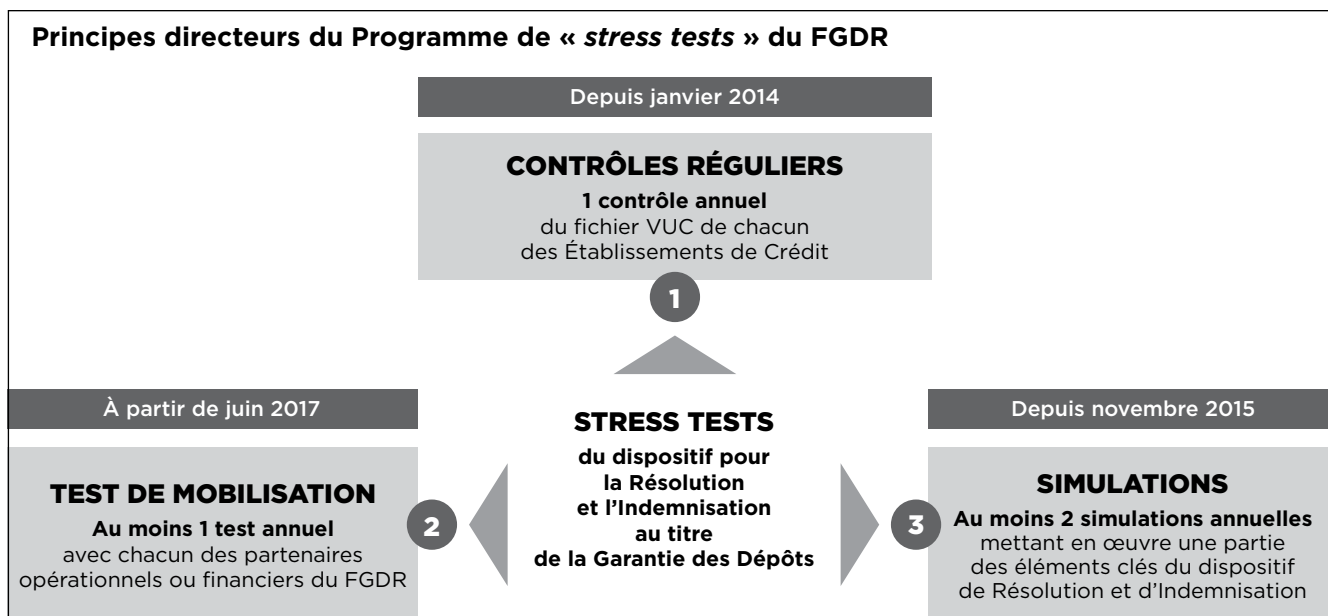 Principes directeurs du Programme de « stress tests » du FGDR
Depuis janvier 2014
CONTRÔLES RÉGULIERS
1 contrôle annuel
du fichier VUC de chacun
des Établissements de Crédit
1
À partir de juin 2017
TEST DE MOBILISATION
Au moins 1 test annuel
avec chacun des partenaires
opérationnels ou financiers du FGDR
2
STRESS TESTS
du dispositif pour
la Résolution
et l'Indemnisation
au titre
de la Garantie des Dépôts
Depuis novembre 2015
3
SIMULATIONS
Au moins 2 simulations annuelles
mettant en œuvre une partie
des éléments clés du dispositif
de Résolution et d'Indemnisation